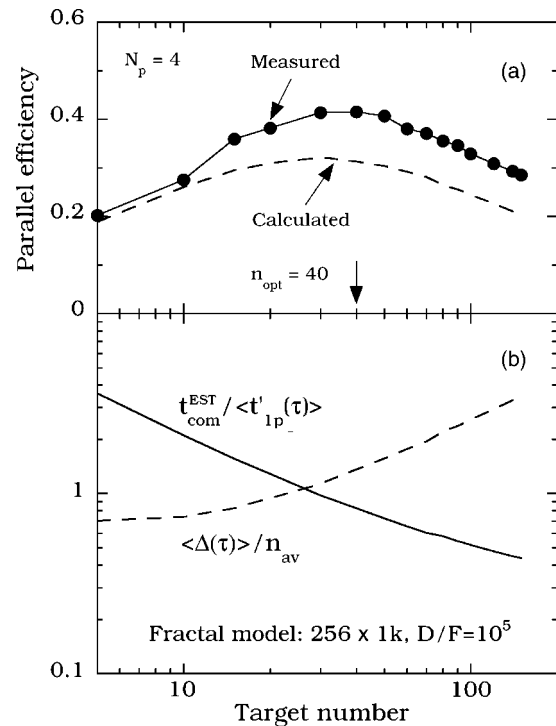 0.6
N_p = 4
Measured
(a)
0.4
Parallel efficiency
0.2
Calculated
n_opt = 40
0
(b)
t_com^EST / <t'_1p_(τ)>
1
<Δ(τ)>/n_av
Fractal model: 256 x 1k, D/F=10^5
0.1
10
100
Target number